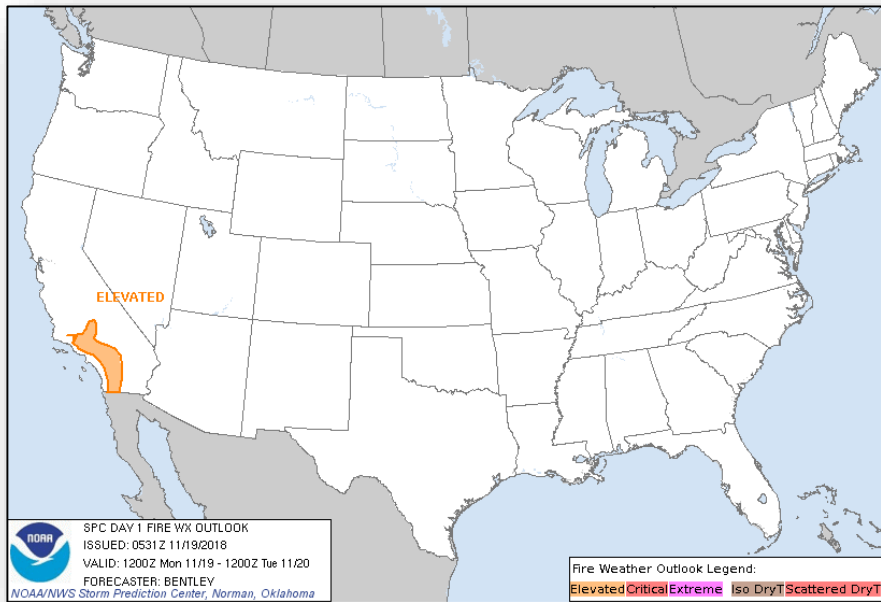 ELEVATED
SPC DAY 1 FIRE WX OUTLOOK
ISSUED: 0531Z 11/19/2018
VALID: 1200Z Mon 11/19 - 1200Z Tue 11/20
FORECASTER: BENTLEY
NOAA
NOAA/NWS Storm Prediction Center, Norman, Oklahoma
Fire Weather Outlook Legend:
Elevated Critical Extreme Iso DryT Scattered DryT